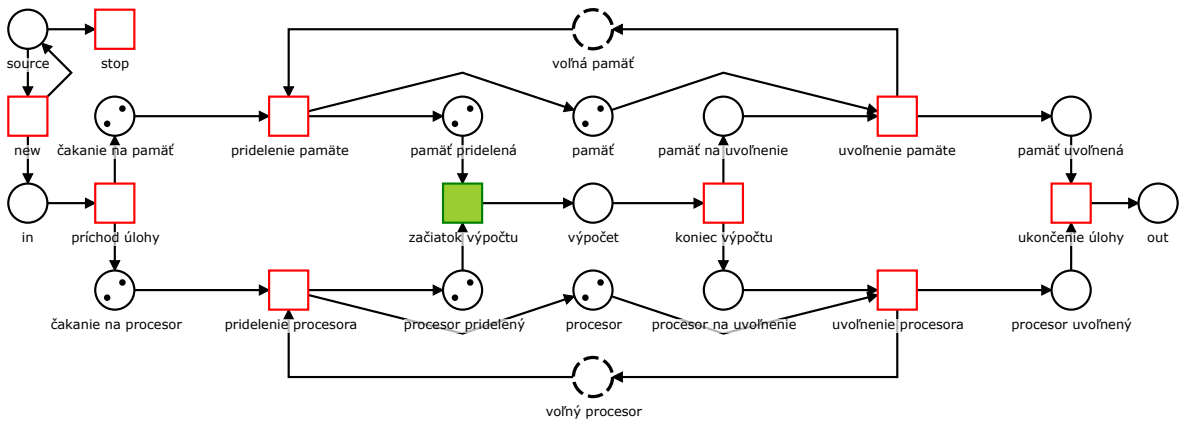 source
stop
voľná pamäť
new
čakanie na pamäť
pridelenie pamäte
pamäť pridelená
pamäť
pamäť na uvoľnenie
uvoľnenie pamäte
pamäť uvoľnená
in
príchod úlohy
začiatok výpočtu
výpočet
koniec výpočtu
ukončenie úlohy
out
čakanie na procesor
pridelenie procesora
procesor pridelený
procesor
procesor na uvoľnenie
uvoľnenie procesora
procesor uvoľnený
voľný procesor